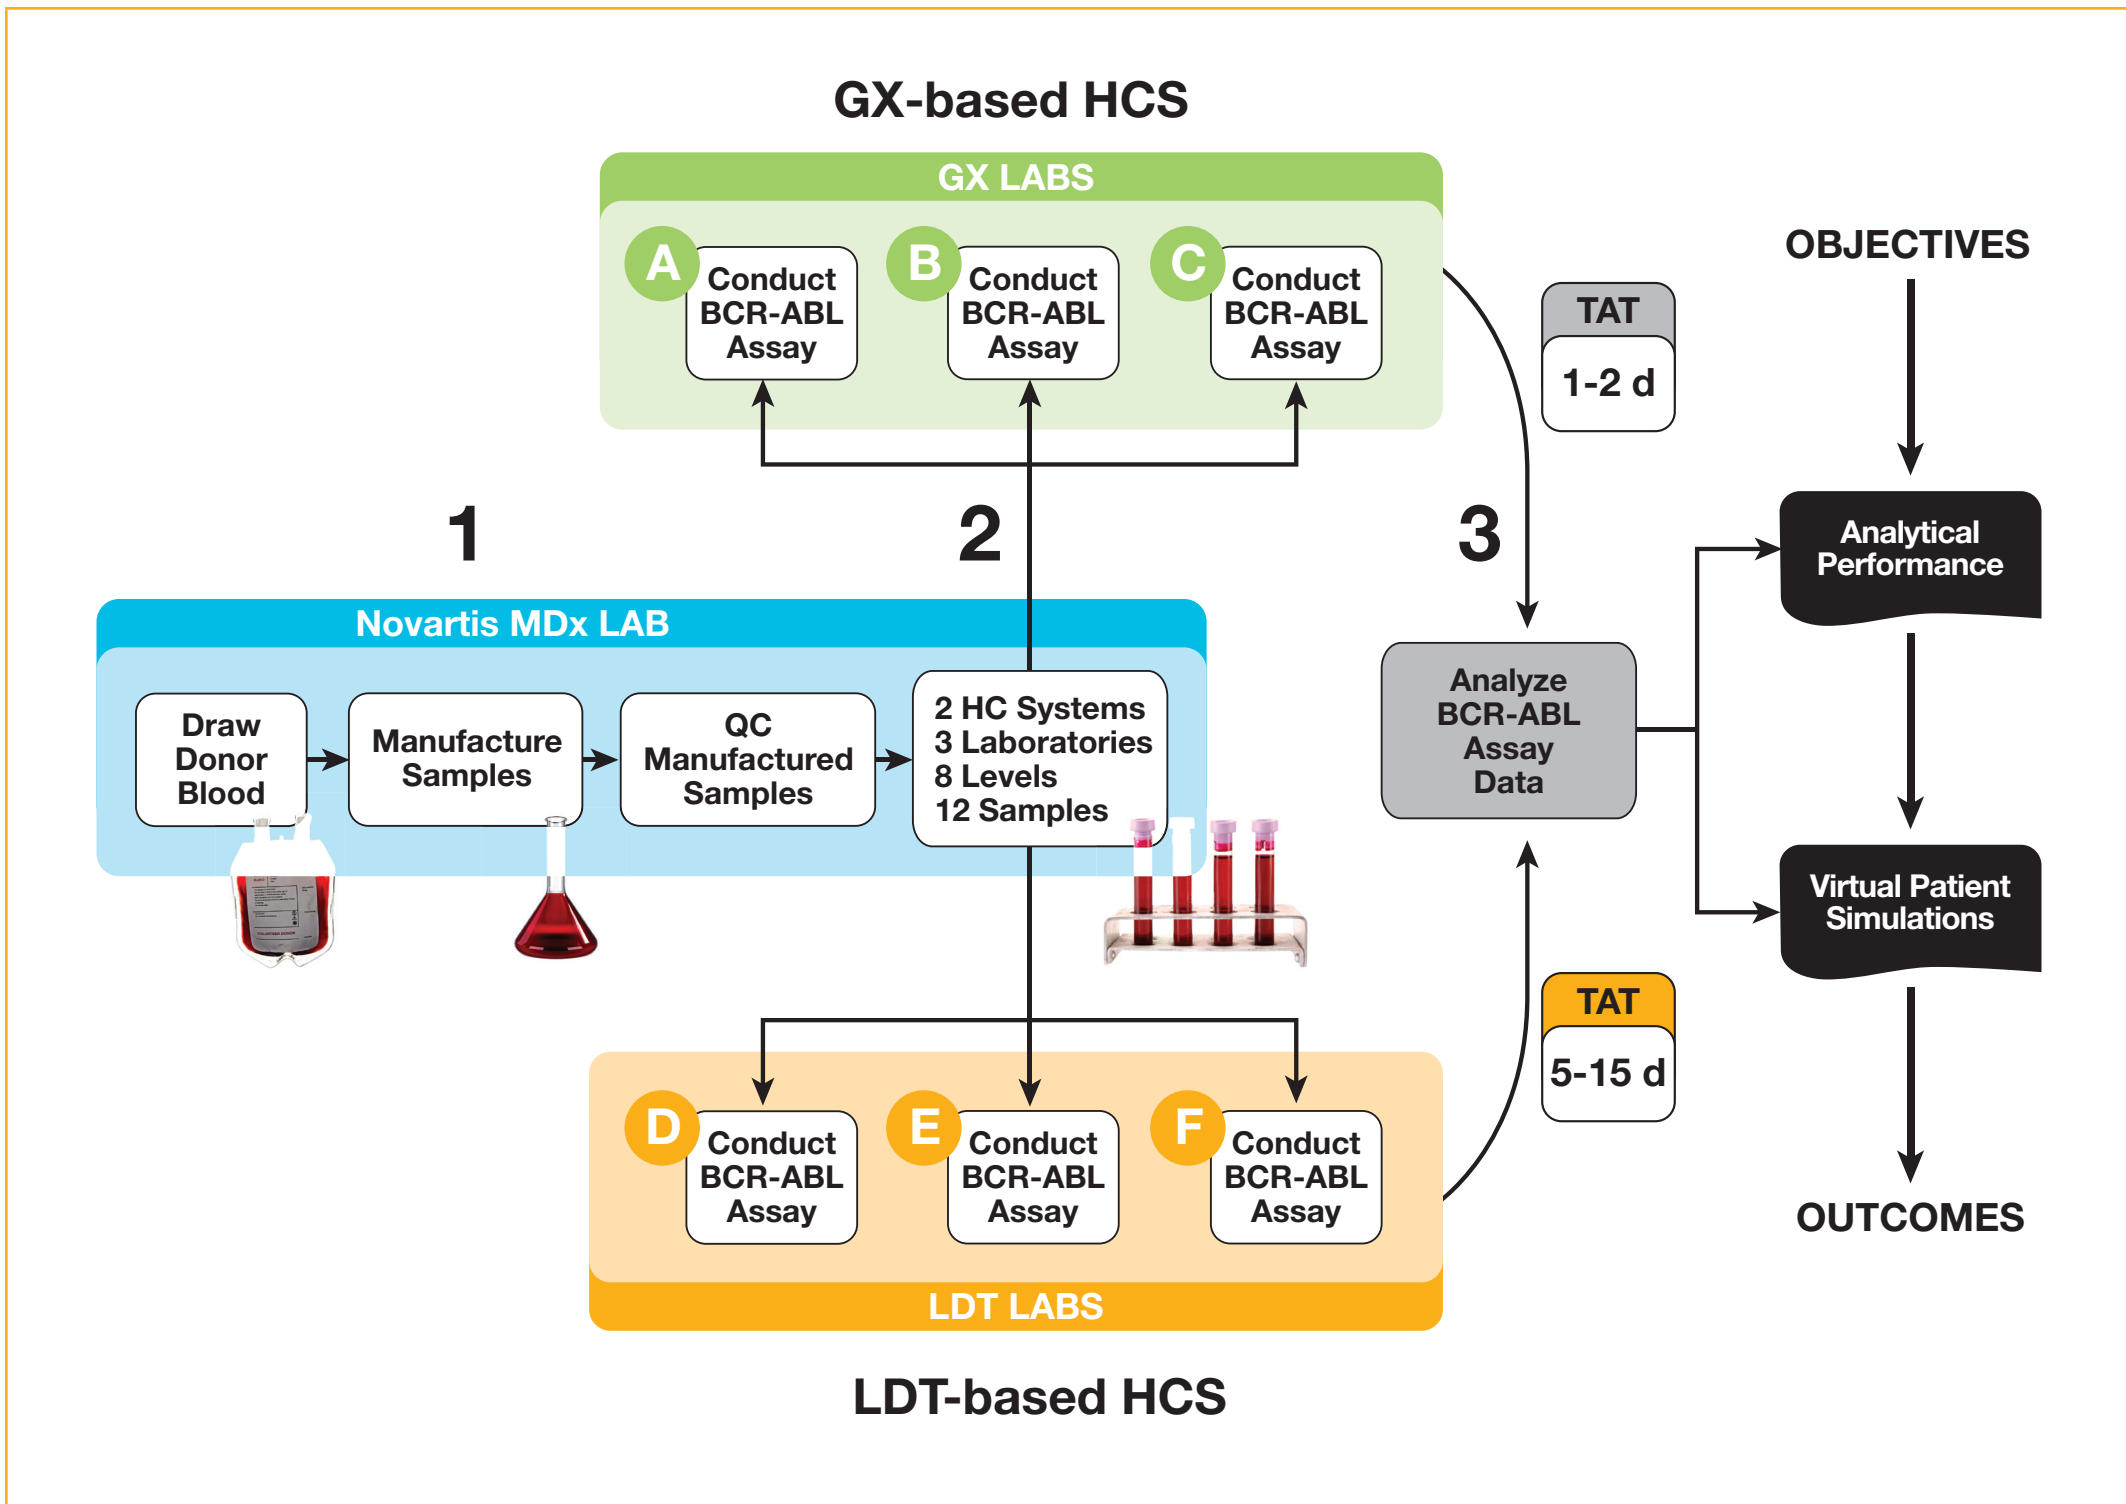 GX-based HCS
GX LABS
A
Conduct
BCR-ABL
Assay
B
Conduct
BCR-ABL
Assay
C
Conduct
BCR-ABL
Assay
TAT
1-2 d
OBJECTIVES
1
2
3
Analytical
Performance
Novartis MDx LAB
Draw
Donor
Blood
Manufacture
Samples
QC
Manufactured
Samples
2 HC Systems
3 Laboratories
8 Levels
12 Samples
Analyze
BCR-ABL
Assay
Data
Virtual Patient
Simulations
VOLUNTEER DONOR
TAT
5-15 d
D
Conduct
BCR-ABL
Assay
E
Conduct
BCR-ABL
Assay
F
Conduct
BCR-ABL
Assay
OUTCOMES
LDT LABS
LDT-based HCS